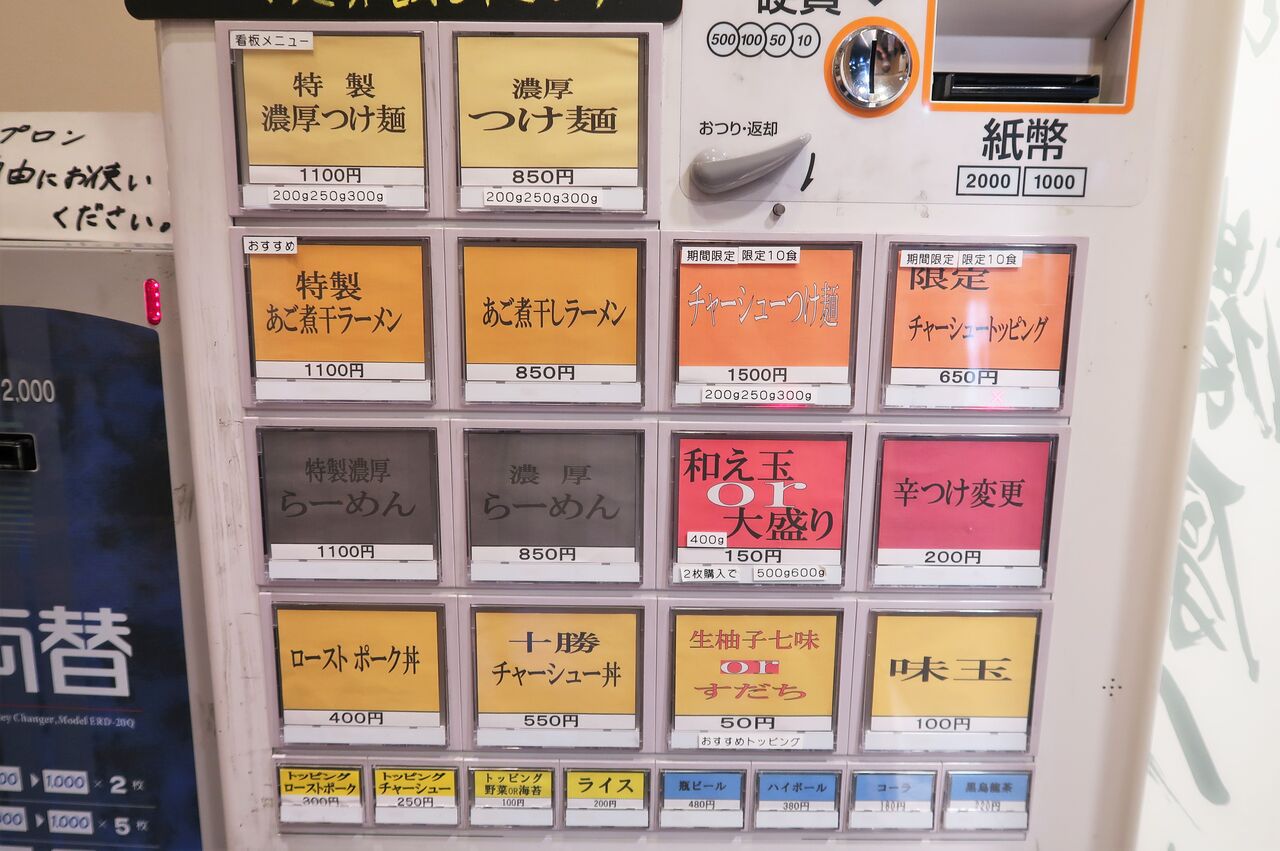 硬貨
500 100 50 10
おつり・返却
紙幣
2000 1000
プロン
由にお使い
ください。
看板メニュー
特製
濃厚つけ麺
1100円
200g250g300g
濃厚
つけ麺
850円
200g250g300g
おすすめ
特製
あご煮干ラーメン
1100円
あご煮干しラーメン
850円
期間限定 限定10食
チャーシューつけ麺
1500円
200g250g300g
期間限定 限定10食
限定
チャーシュートッピング
650円
特製濃厚
らーめん
1100円
濃厚
らーめん
850円
和え玉
or
大盛り
400g
150円
2枚購入で 500g600g
辛つけ変更
200円
ローストポーク丼
400円
十勝
チャーシュー丼
550円
生柚子七味
or
すだち
50円
おすすめトッピング
味玉
100円
トッピング
ローストポーク
300円
トッピング
チャーシュー
250円
トッピング
野菜OR海苔
100円
ライス
200円
瓶ビール
480円
ハイボール
380円
コーラ
180円
黒烏龍茶
2,000
両替
ey Changer, Model ERD-20Q
00 ▶ 1,000 × 2枚
000 ▶ 1,000 × 5枚